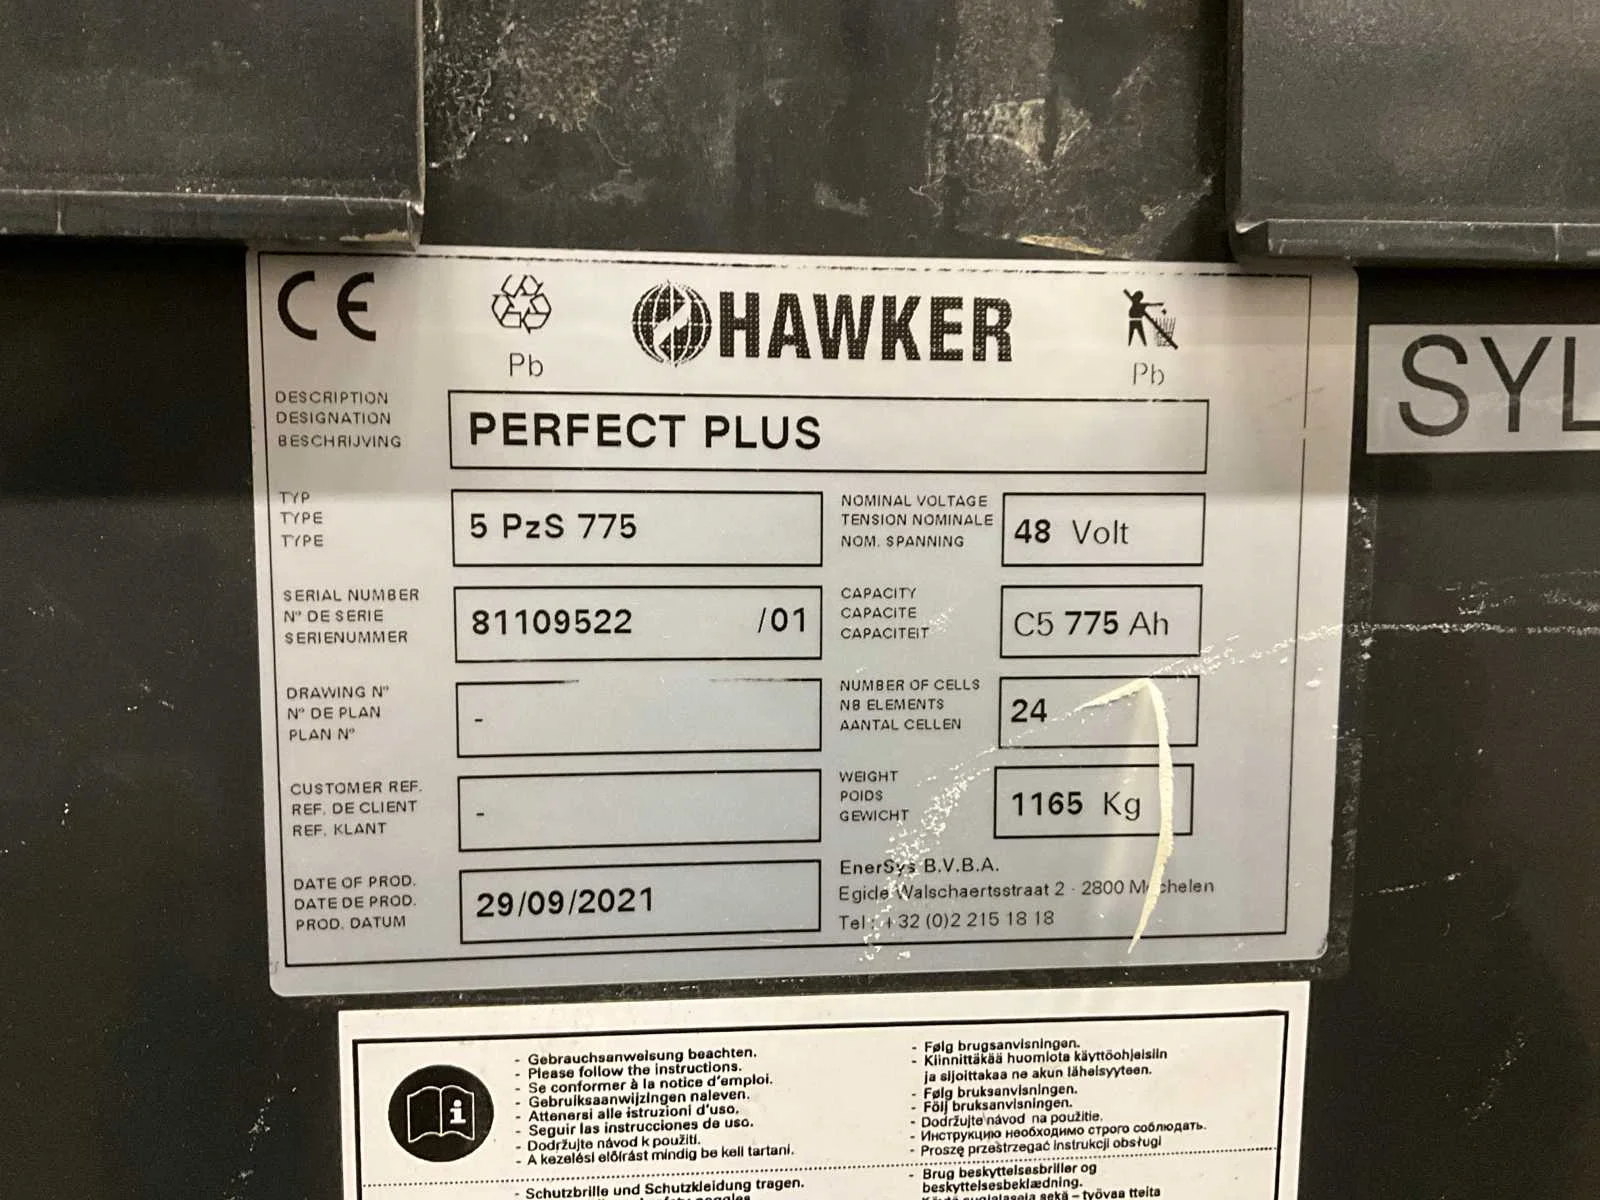 CE
Pb
HAWKER
Pb
DESCRIPTION
DESIGNATION
BESCHRIJVING
PERFECT PLUS
SYL
TYP
TYPE
TYPE
5 PzS 775
NOMINAL VOLTAGE
TENSION NOMINALE
NOM. SPANNING
48 Volt
SERIAL NUMBER
N° DE SERIE
SERIENUMMER
81109522 /01
CAPACITY
CAPACITE
CAPACITEIT
C5 775 Ah
DRAWING N°
N° DE PLAN
PLAN N°
-
NUMBER OF CELLS
N8 ELEMENTS
AANTAL CELLEN
24
CUSTOMER REF.
REF. DE CLIENT
REF. KLANT
-
WEIGHT
POIDS
GEWICHT
1165 Kg
DATE OF PROD.
DATE DE PROD.
PROD. DATUM
29/09/2021
EnerSys B.V.B.A.
Egide Walschaertsstraat 2 - 2800 Mechelen
Tel : +32 (0)2 215 18 18
- Gebrauchsanweisung beachten.
- Please follow the instructions.
- Se conformer à la notice d'emploi.
- Gebruiksaanwijzingen naleven.
- Attenersi alle istruzioni d'uso.
- Seguir las instrucciones de uso.
- Dodržujte návod k použití.
- A kezelési előírást mindig be kell tartani.
- Følg brugsanvisningen.
- Kiinnittäkää huomiota käyttöohjeisiin
ja sijoittakaa ne akun läheisyyteen.
- Følg bruksanvisningen.
- Följ bruksanvisningen.
- Dodržujte návod na použitie.
- Инструкцию необходимо строго соблюдать.
- Proszę przestrzegać instrukcji obsługi
- Schutzbrille und Schutzkleidung tragen.
- Brug beskyttelsesbriller og
beskyttelsesbeklædning.